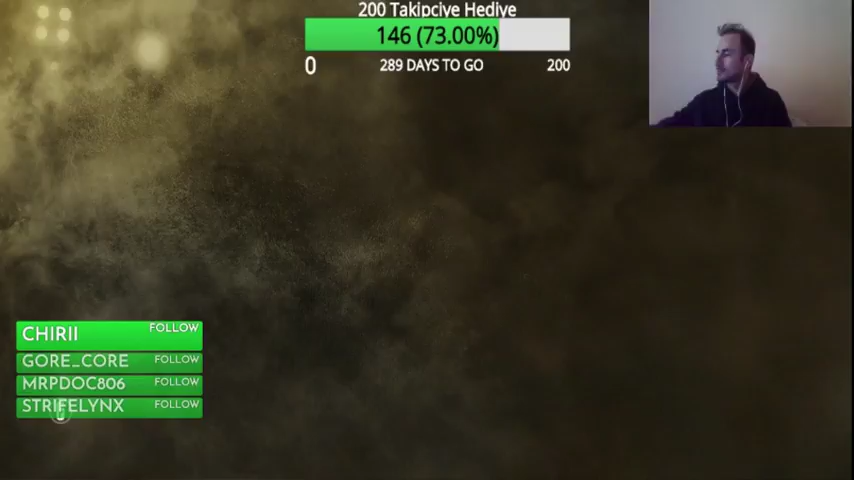 200 Takipciye Hediye
146 (73.00%)
0 289 DAYS TO GO 200
CHIRII FOLLOW
GORE_CORE FOLLOW
MRPDOC806 FOLLOW
STRIFELYNX FOLLOW